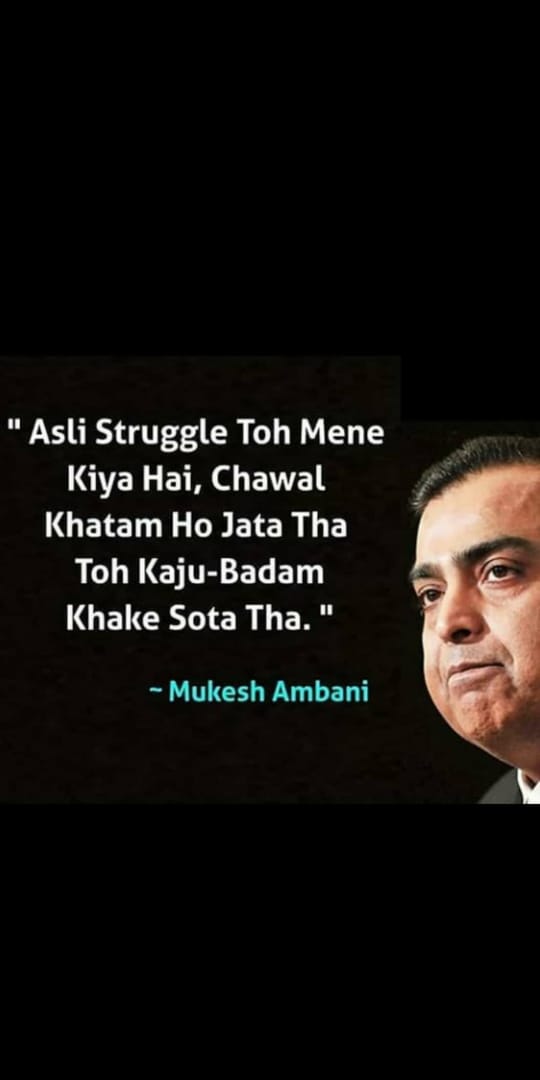 " Asli Struggle Toh Mene
Kiya Hai, Chawal
Khatam Ho Jata Tha
Toh Kaju-Badam
Khake Sota Tha. "
~ Mukesh Ambani